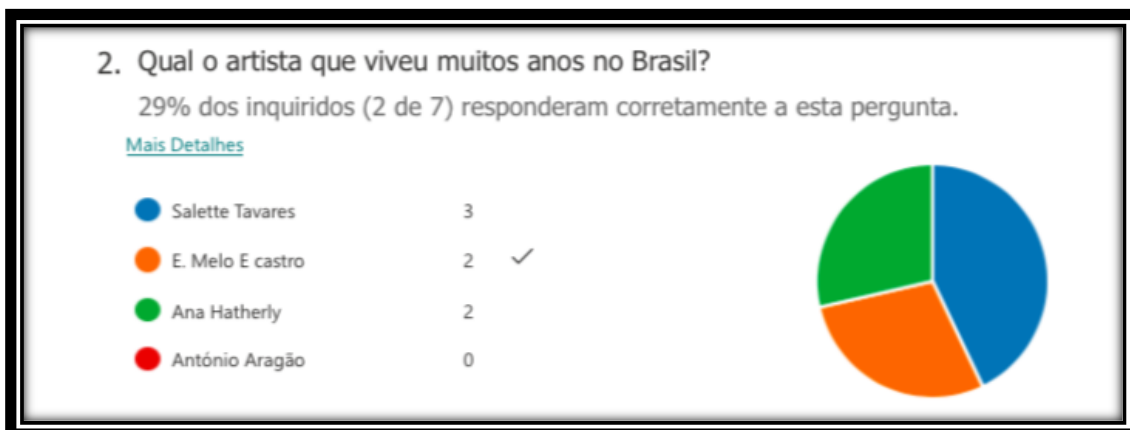 2. Qual o artista que viveu muitos anos no Brasil?
29% dos inquiridos (2 de 7) responderam corretamente a esta pergunta.
Mais Detalhes
Salette Tavares 3
E. Melo E castro 2
Ana Hatherly 2
António Aragão 0